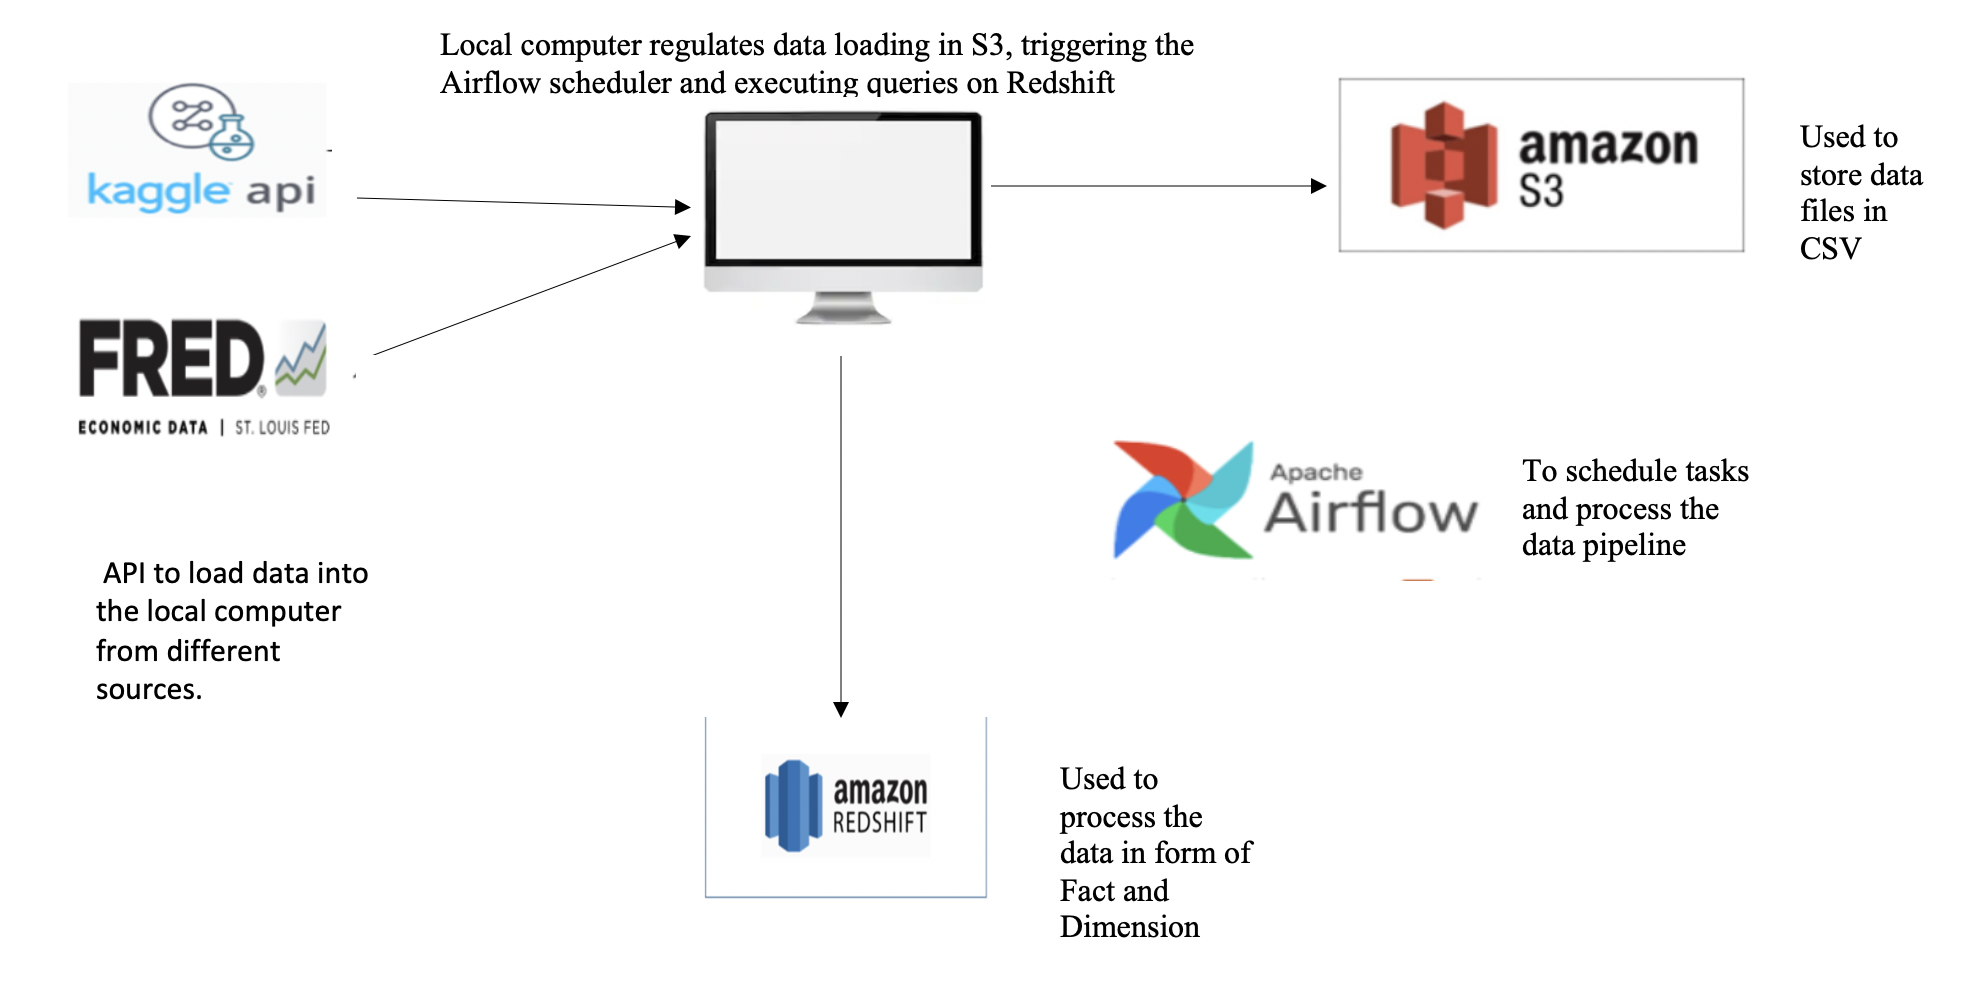 Local computer regulates data loading in S3, triggering the
Airflow scheduler and executing queries on Redshift
kaggle api
amazon
S3
Used to
store data
files in
CSV
FRED®
ECONOMIC DATA | ST. LOUIS FED
Apache
Airflow
To schedule tasks
and process the
data pipeline
API to load data into
the local computer
from different
sources.
amazon
REDSHIFT
Used to
process the
data in form of
Fact and
Dimension